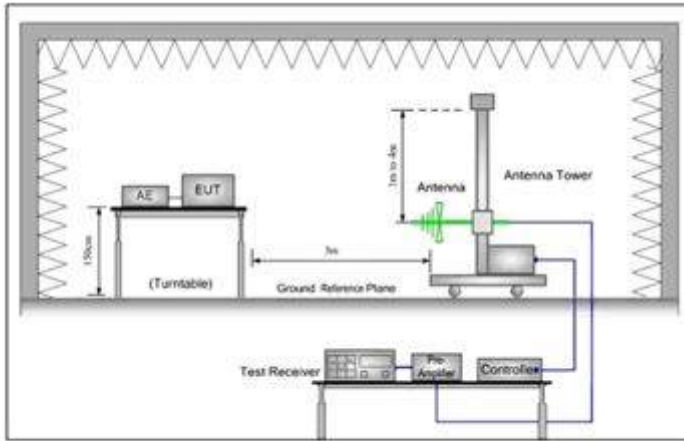 1m to 4m
Antenna
Antenna Tower
AE
EUT
150cm
3m
(Turntable)
Ground Reference Plane
Test Receiver
Pre-
Amplifier
Controller